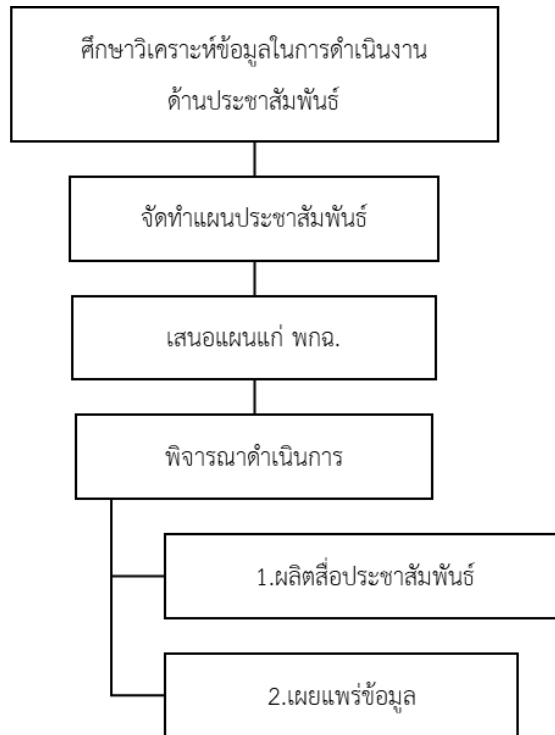 ศึกษาวิเคราะห์ข้อมูลในการดำเนินงาน
ด้านประชาสัมพันธ์
จัดทำแผนประชาสัมพันธ์
เสนอแผนแก่ พกฉ.
พิจารณาดำเนินการ
1.ผลิตสื่อประชาสัมพันธ์
2.เผยแพร่ข้อมูล